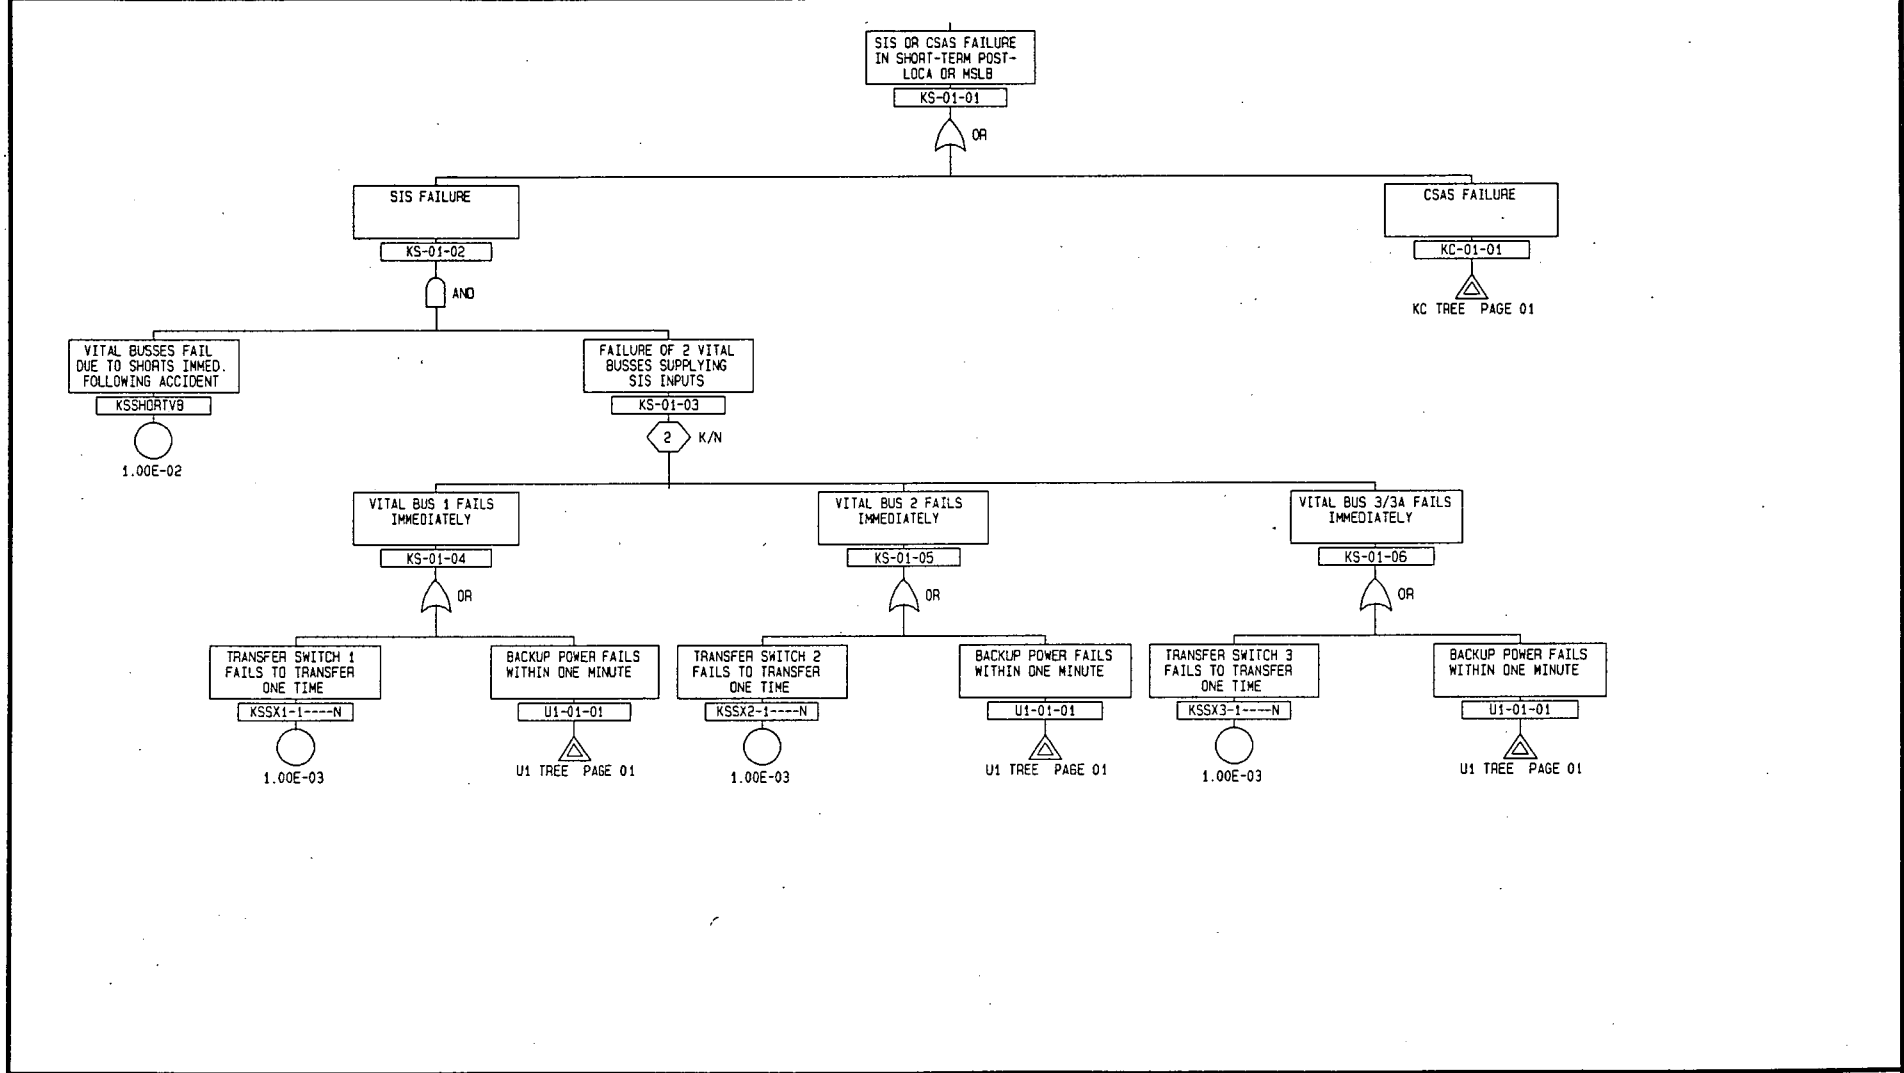 SIS OR CSAS FAILURE
IN SHORT-TERM POST-
LOCA OR MSLB
KS-01-01
OR
SIS FAILURE
KS-01-02
AND
CSAS FAILURE
KC-01-01
KC TREE PAGE 01
VITAL BUSSES FAIL
DUE TO SHORTS IMMED.
FOLLOWING ACCIDENT
KSSHORTVB
1.00E-02
FAILURE OF 2 VITAL
BUSSES SUPPLYING
SIS INPUTS
KS-01-03
2
K/N
VITAL BUS 1 FAILS
IMMEDIATELY
KS-01-04
OR
VITAL BUS 2 FAILS
IMMEDIATELY
KS-01-05
OR
VITAL BUS 3/3A FAILS
IMMEDIATELY
KS-01-06
OR
TRANSFER SWITCH 1
FAILS TO TRANSFER
ONE TIME
KSSX1-1----N
1.00E-03
BACKUP POWER FAILS
WITHIN ONE MINUTE
U1-01-01
U1 TREE PAGE 01
TRANSFER SWITCH 2
FAILS TO TRANSFER
ONE TIME
KSSX2-1----N
1.00E-03
BACKUP POWER FAILS
WITHIN ONE MINUTE
U1-01-01
U1 TREE PAGE 01
TRANSFER SWITCH 3
FAILS TO TRANSFER
ONE TIME
KSSX3-1----N
1.00E-03
BACKUP POWER FAILS
WITHIN ONE MINUTE
U1-01-01
U1 TREE PAGE 01